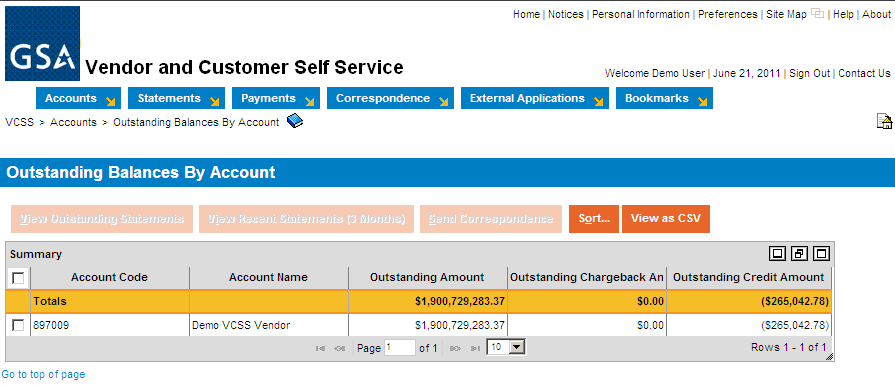 Home | Notices | Personal Information | Preferences | Site Map | Help | About
GSA
Vendor and Customer Self Service
Welcome Demo User | June 21, 2011 | Sign Out | Contact Us
Accounts Statements Payments Correspondence External Applications Bookmarks
VCSS > Accounts > Outstanding Balances By Account
Outstanding Balances By Account
View Outstanding Statements View Recent Statements (3 Months) Send Correspondence Sort... View as CSV
Summary
Account Code Account Name Outstanding Amount Outstanding Chargeback An Outstanding Credit Amount
Totals $1,900,729,283.37 $0.00 ($265,042.78)
897009 Demo VCSS Vendor $1,900,729,283.37 $0.00 ($265,042.78)
Page 1 of 1 10 Rows 1 - 1 of 1
Go to top of page